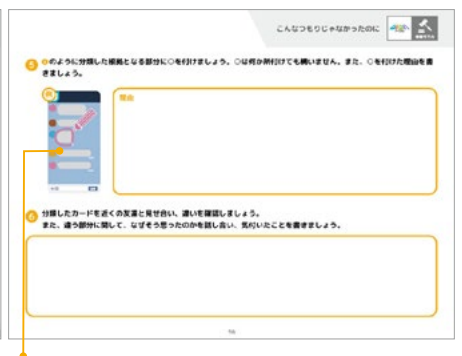 こんなつもりじゃなかったのに
5 のように分類した根拠となる部分に○を付けましょう。○は何か所付けても構いません。また、○を付けた理由を書
きましょう。
例
理由
6 分類したカードを近くの友達と見せ合い、違いを確認しましょう。
また、違う部分に関して、なぜそう思ったのかを話し合い、気付いたことを書きましょう。